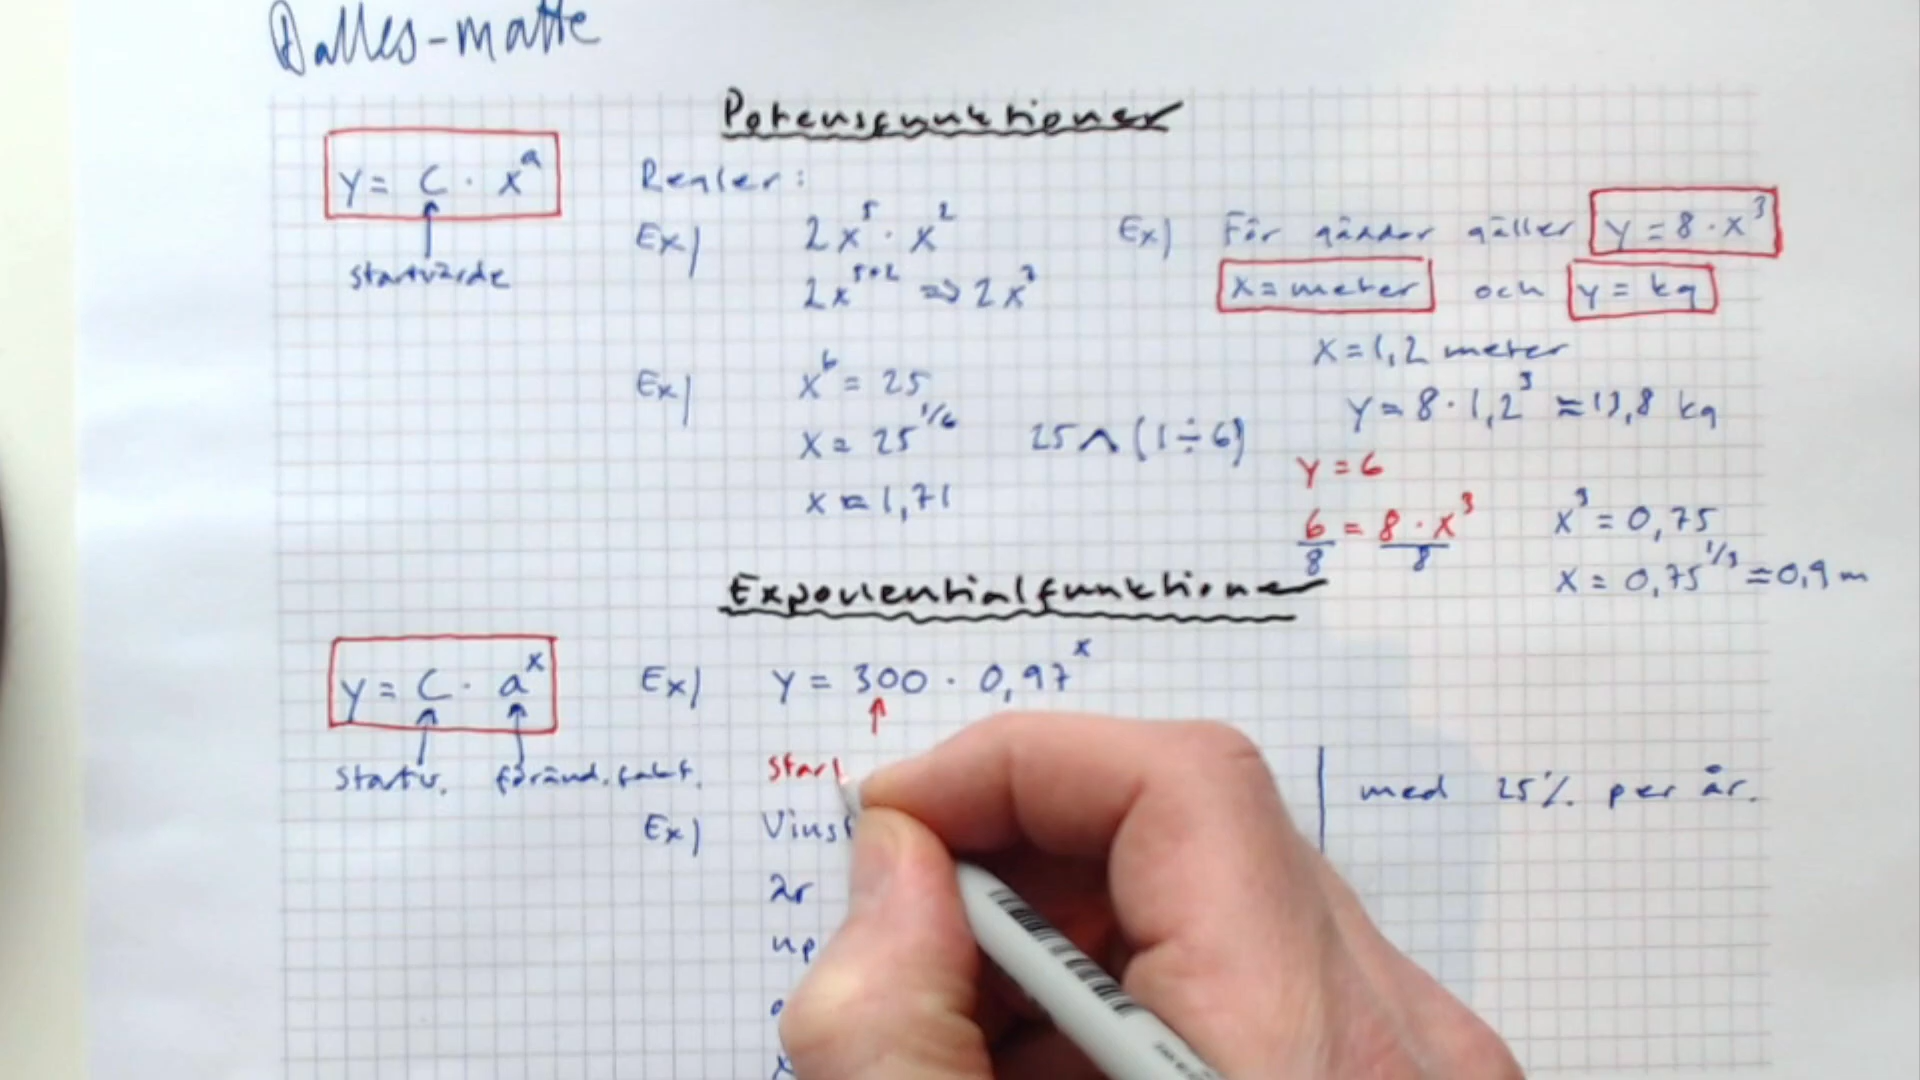 Dalles-matte
Potensfunktioner
y = C · x^a
startvärde
Regler:
Ex) 2x^5 · x^2
2x^5+2 => 2x^7
Ex) x^6 = 25
x = 25^1/6 25^(1÷6)
x = 1,71
Ex) För gäddor gäller y = 8 · x^3
x = meter och y = kg
x = 1,2 meter
y = 8 · 1,2^3 ≈ 13,8 kg
y = 6
6/8 = 8 · x^3/8
x^3 = 0,75
x = 0,75^1/3 ≈ 0,9 m
Exponentialfunktioner
y = C · a^x
Startv. föränd.fakt.
Ex) y = 300 · 0,97^x
start
Ex) Vinst
är
up
med 25% per år.